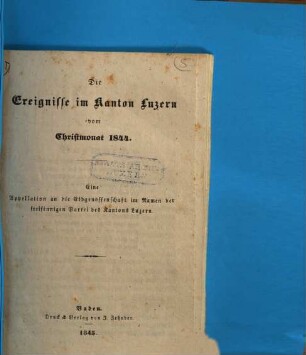 Die
Ereignisse im Kanton Luzern
vom
Christmonat 1844.
Eine
Appellation an die Eidgenossenschaft im Namen der
freisinnigen Partei des Kantons Luzern
Baden.
Druck & Verlag von J. Zehnder.
1845